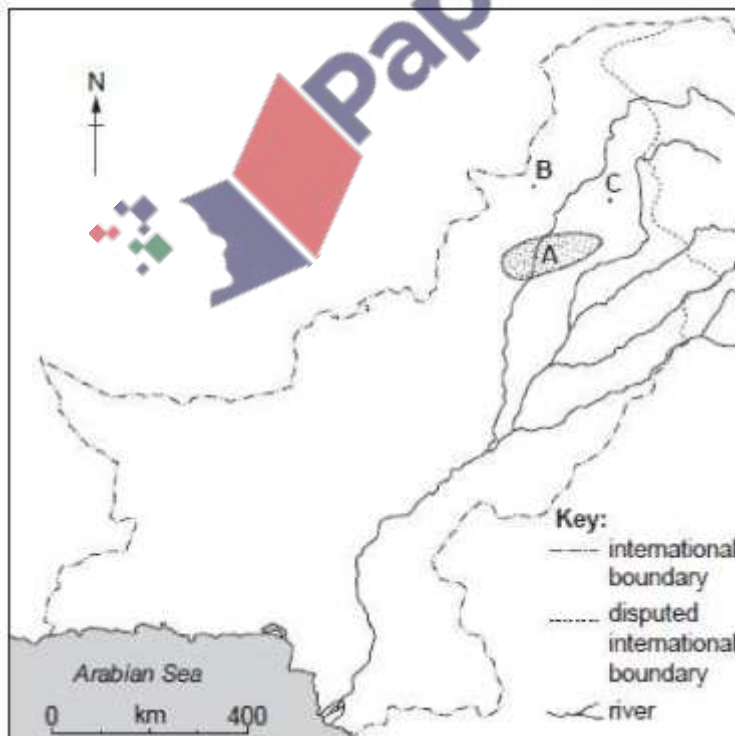 Pap
N
B
C
A
Key:
international
boundary
disputed
international
boundary
river
Arabian Sea
0 km 400